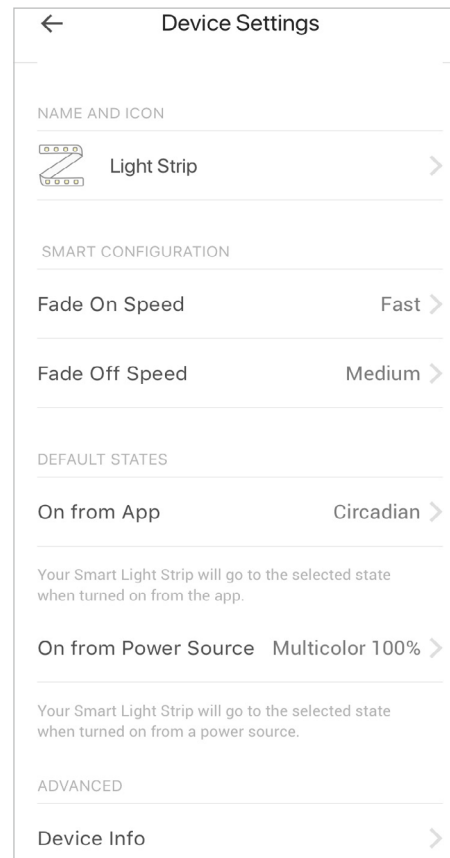 Device Settings
NAME AND ICON
Light Strip
SMART CONFIGURATION
Fade On Speed Fast
Fade Off Speed Medium
DEFAULT STATES
On from App Circadian
Your Smart Light Strip will go to the selected state
when turned on from the app.
On from Power Source Multicolor 100%
Your Smart Light Strip will go to the selected state
when turned on from a power source.
ADVANCED
Device Info